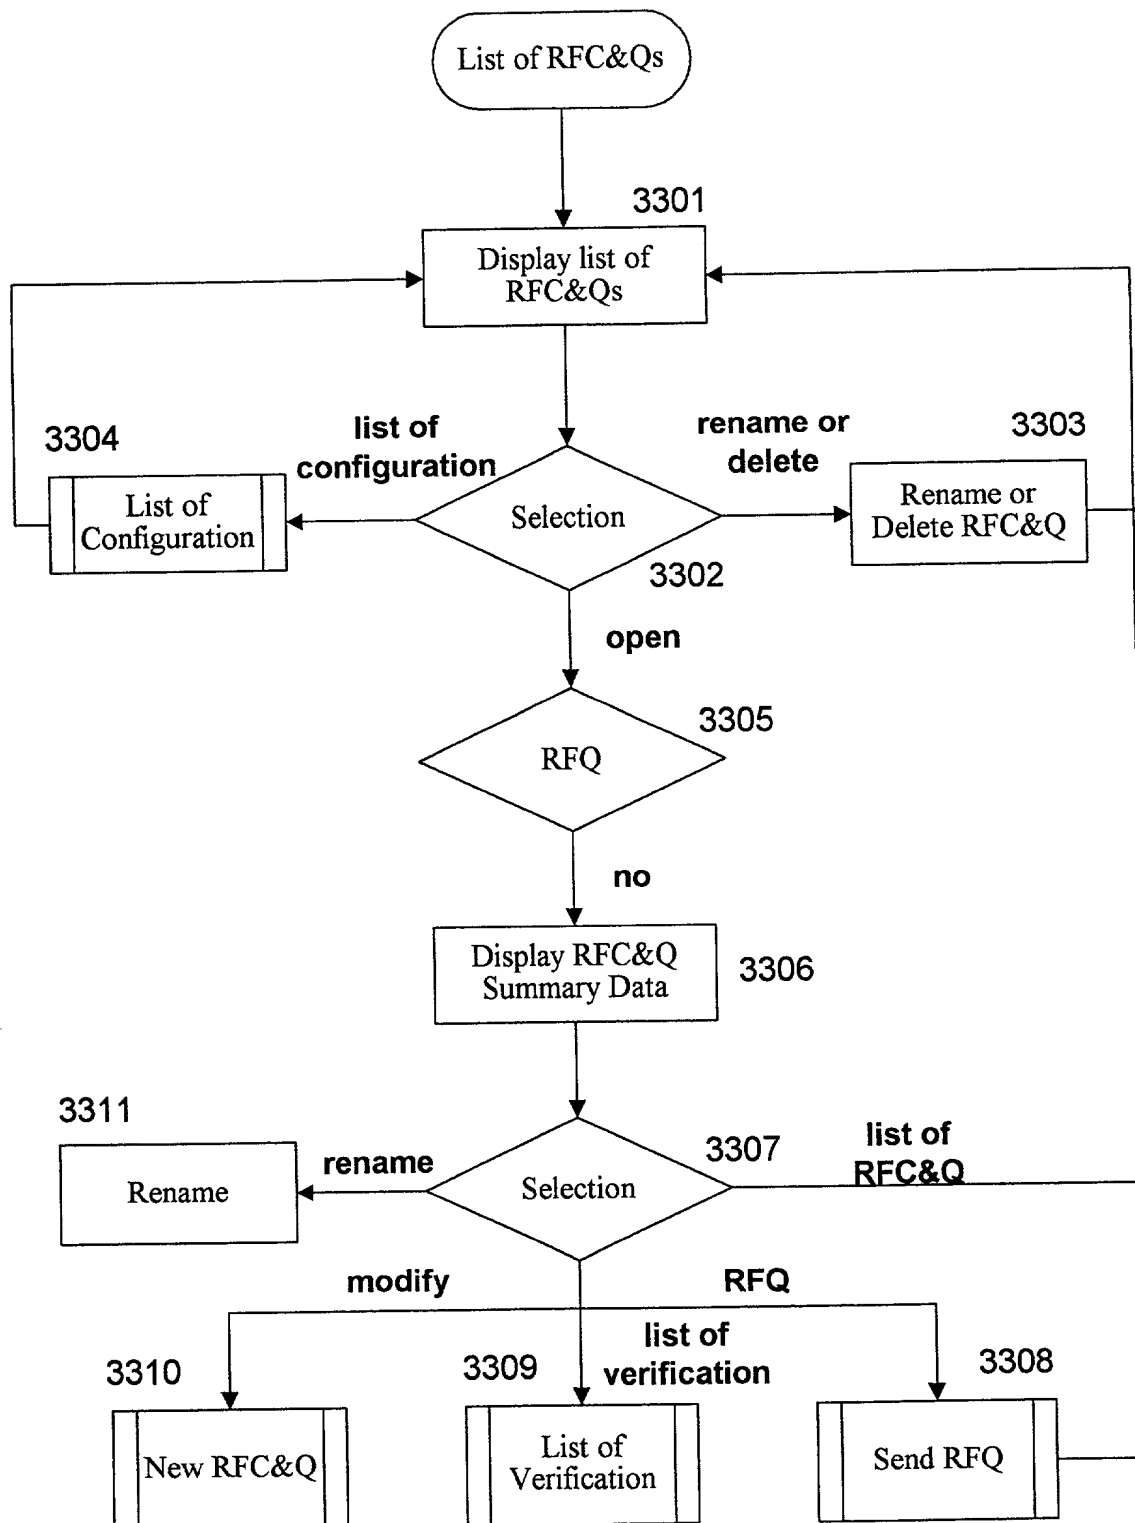 List of RFC&Qs
3301
Display list of
RFC&Qs
3304
list of
configuration
rename or
delete
3303
List of
Configuration
Selection
Rename or
Delete RFC&Q
3302
open
3305
RFQ
no
Display RFC&Q
Summary Data
3306
3311
Rename
rename
Selection
3307
list of
RFC&Q
modify
RFQ
list of
verification
3310
3309
3308
New RFC&Q
List of
Verification
Send RFQ